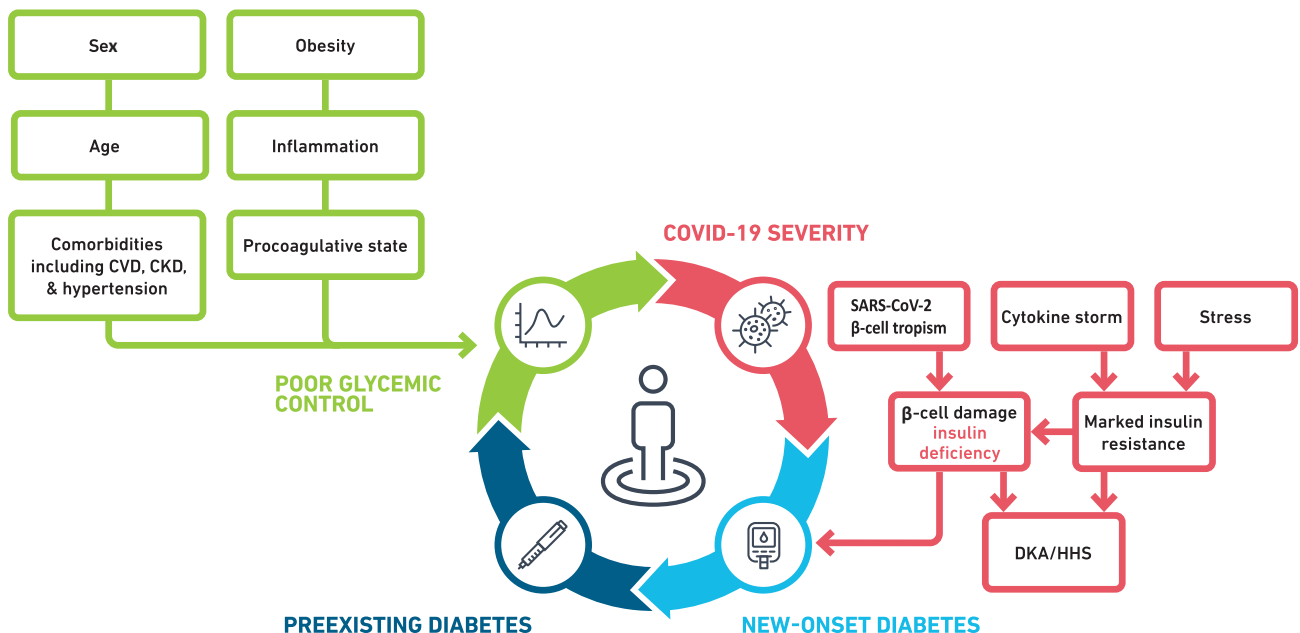 Sex
Age
Comorbidities
including CVD, CKD,
& hypertension
Obesity
Inflammation
Procoagulative state
POOR GLYCEMIC
CONTROL
COVID-19 SEVERITY
SARS-CoV-2
β-cell tropism
Cytokine storm
Stress
β-cell damage
insulin
deficiency
Marked insulin
resistance
DKA/HHS
PREEXISTING DIABETES
NEW-ONSET DIABETES